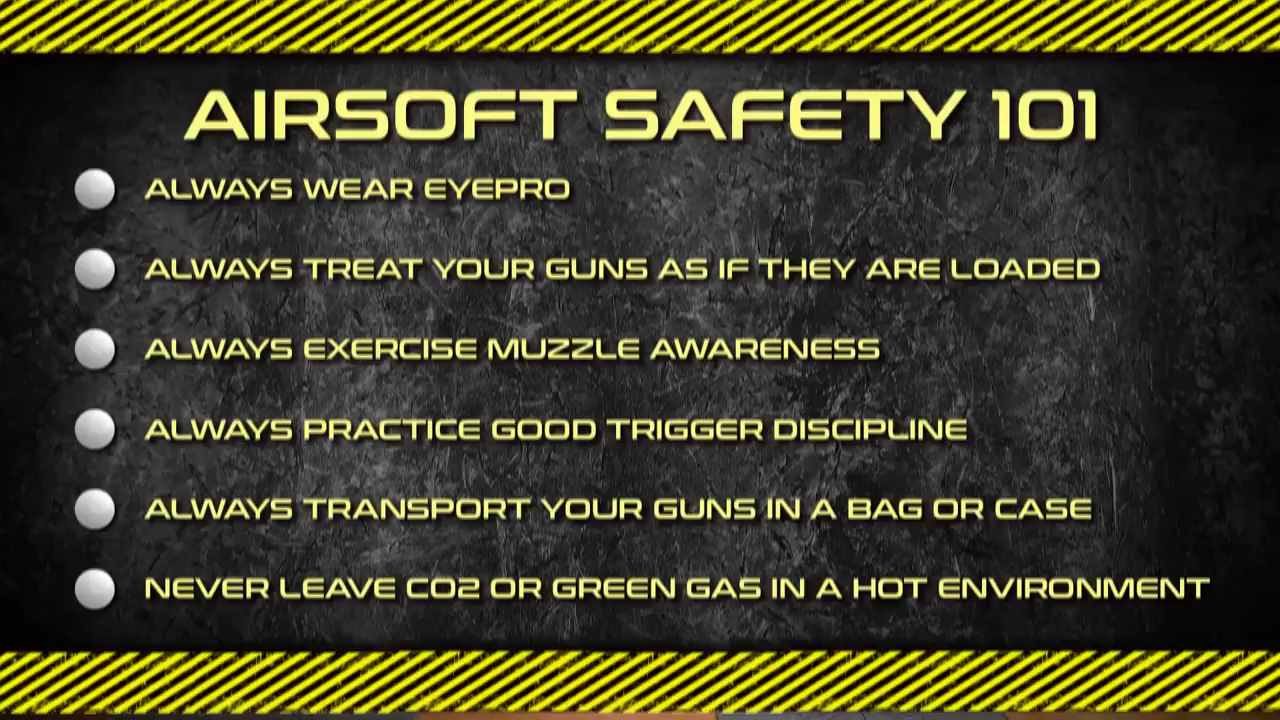 AIRSOFT SAFETY 101
ALWAYS WEAR EYEPRO
ALWAYS TREAT YOUR GUNS AS IF THEY ARE LOADED
ALWAYS EXERCISE MUZZLE AWARENESS
ALWAYS PRACTICE GOOD TRIGGER DISCIPLINE
ALWAYS TRANSPORT YOUR GUNS IN A BAG OR CASE
NEVER LEAVE CO2 OR GREEN GAS IN A HOT ENVIRONMENT